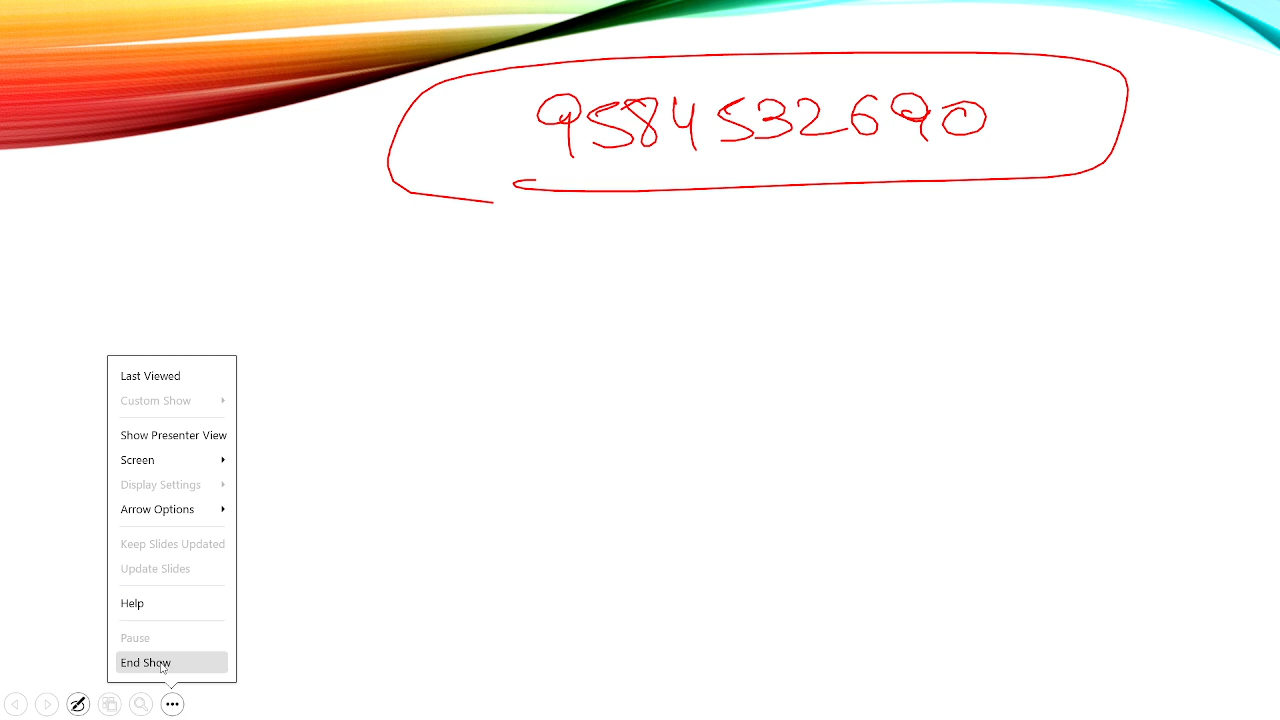 9584532690
Last Viewed
Custom Show
Show Presenter View
Screen
Display Settings
Arrow Options
Keep Slides Updated
Update Slides
Help
Pause
End Show